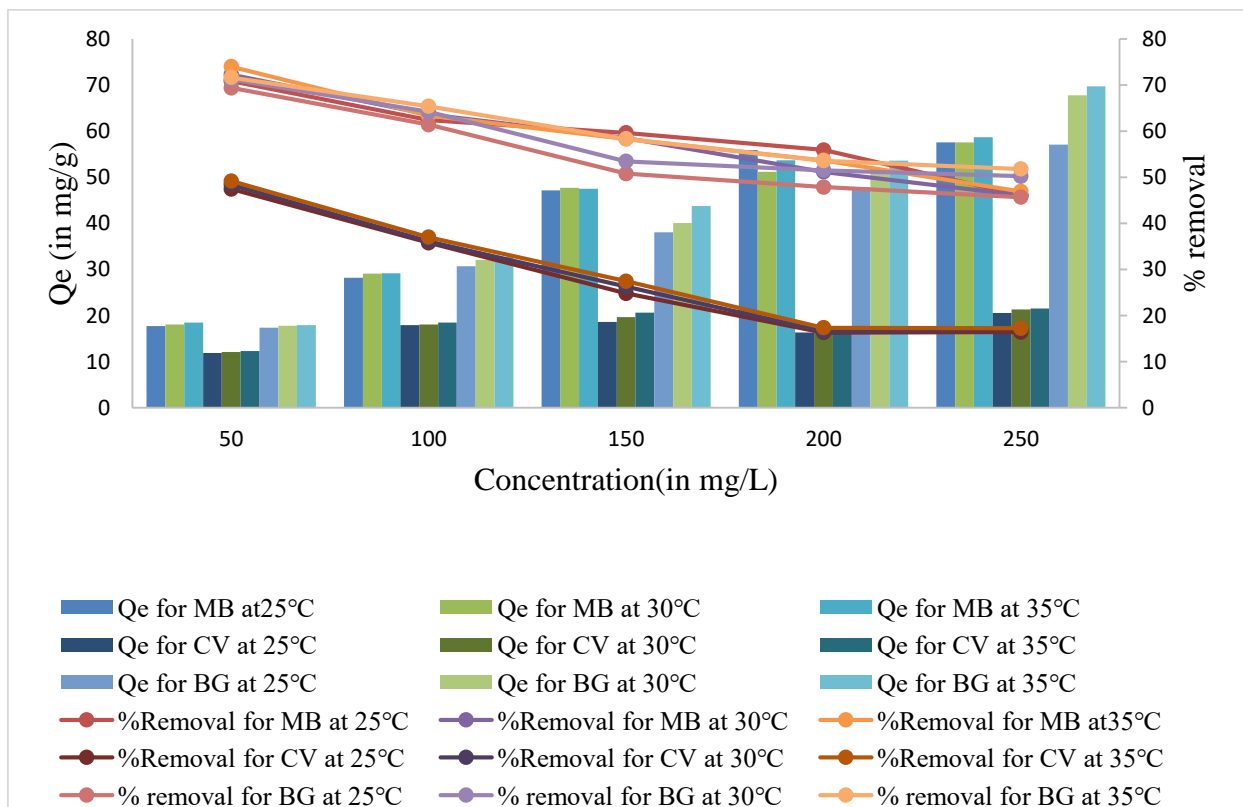 80 80
70 70
60 60
50 50
40 40
30 30
20 20
10 10
0 0
Qe (in mg/g)
% removal
50 100 150 200 250
Concentration(in mg/L)
Qe for MB at25℃ Qe for MB at 30℃ Qe for MB at 35℃
Qe for CV at 25℃ Qe for CV at 30℃ Qe for CV at 35℃
Qe for BG at 25℃ Qe for BG at 30℃ Qe for BG at 35℃
%Removal for MB at 25℃ %Removal for MB at 30℃ %Removal for MB at35℃
%Removal for CV at 25℃ %Removal for CV at 30℃ %Removal for CV at 35℃
% removal for BG at 25℃ % removal for BG at 30℃ % removal for BG at 35℃